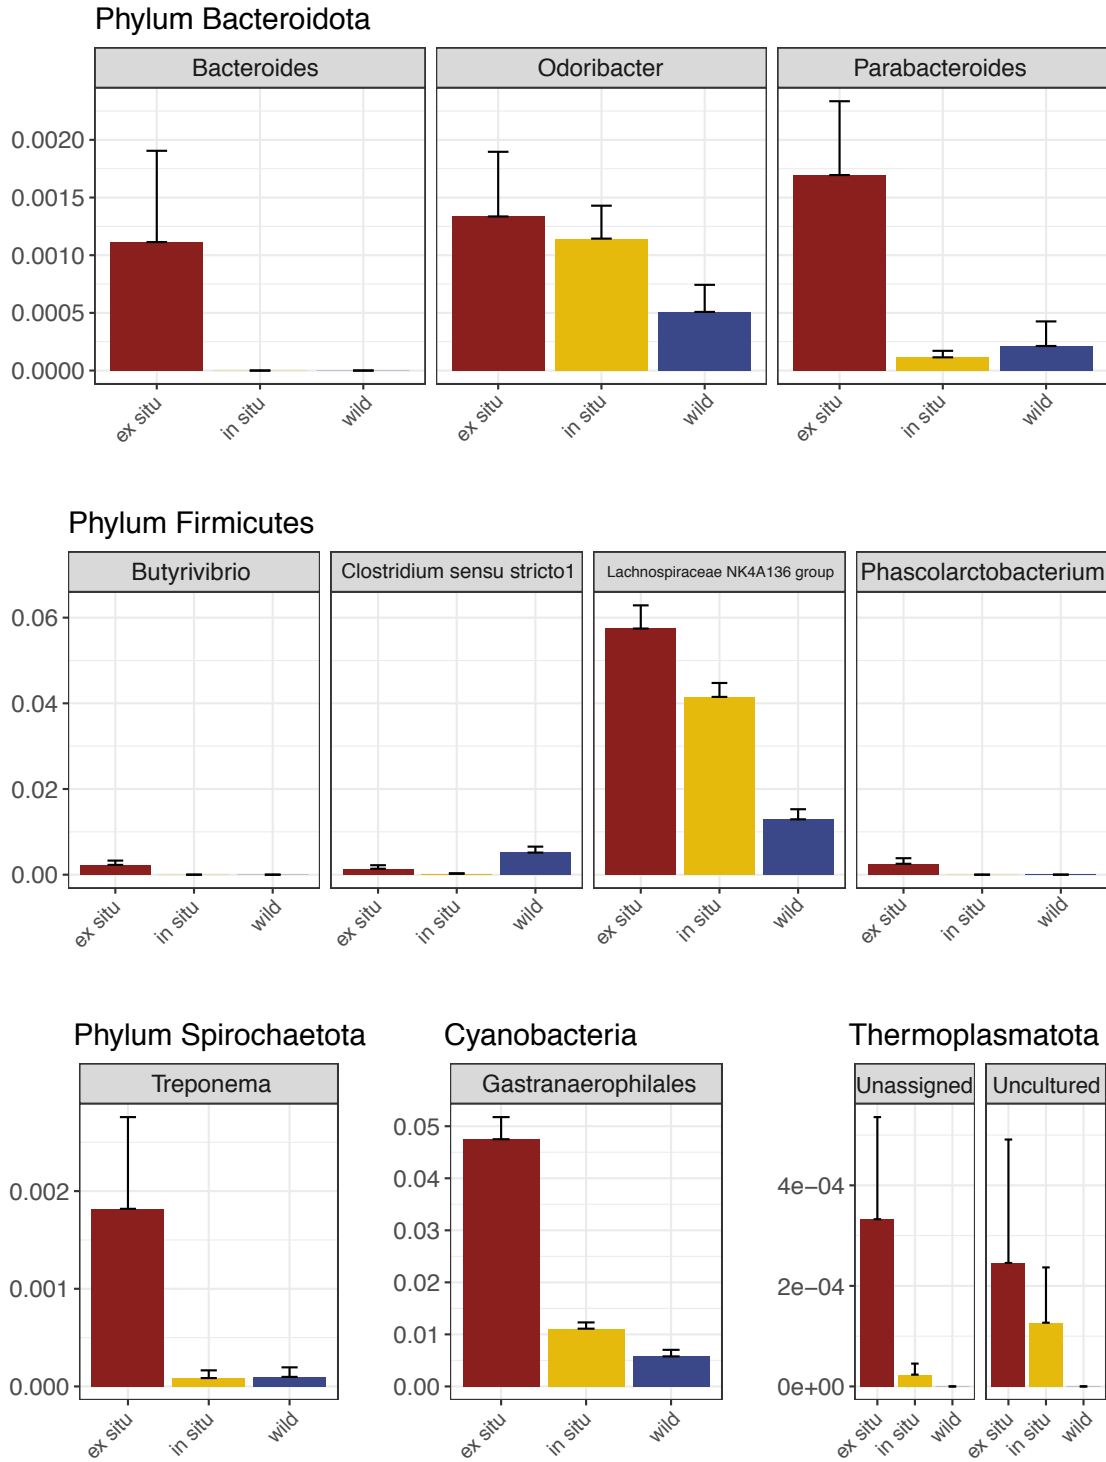 Phylum Bacteroidota
Bacteroides Odoribacter Parabacteroides
0.0020
0.0015
0.0010
0.0005
0.0000
ex situ in situ wild ex situ in situ wild ex situ in situ wild
Phylum Firmicutes
Butyrivibrio Clostridium sensu stricto1 Lachnospiraceae NK4A136 group Phascolarctobacterium
0.06
0.04
0.02
0.00
ex situ in situ wild ex situ in situ wild ex situ in situ wild ex situ in situ wild
Phylum Spirochaetota
Treponema
0.002
0.001
0.000
ex situ in situ wild
Cyanobacteria
Gastranaerophilales
0.05
0.04
0.03
0.02
0.01
0.00
ex situ in situ wild
Thermoplasmatota
Unassigned Uncultured
4e−04
2e−04
0e+00
ex situ in situ wild ex situ in situ wild